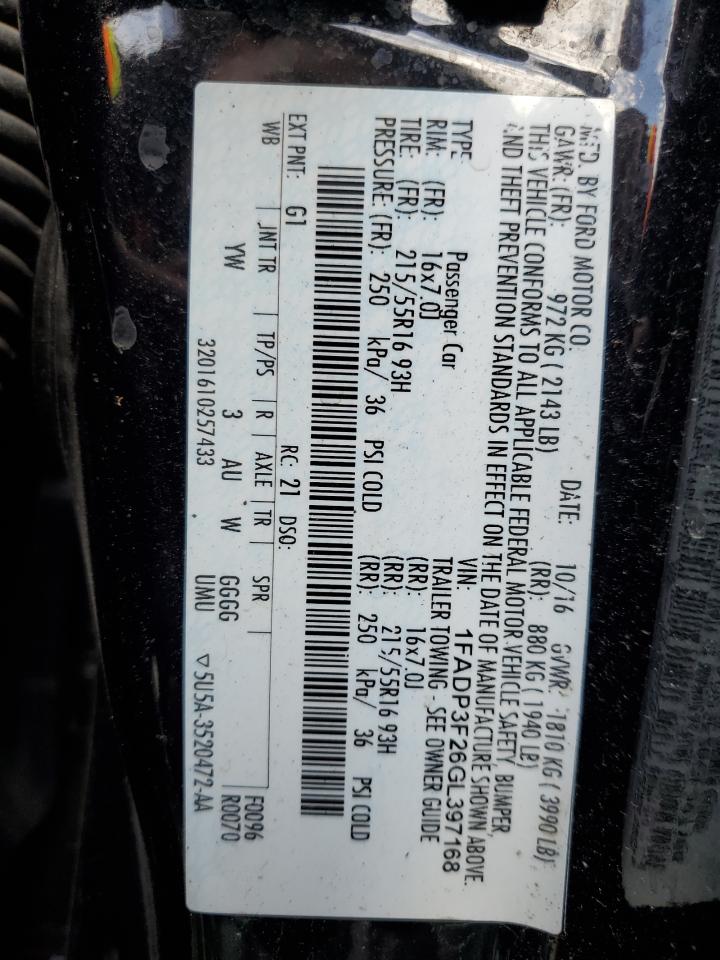 MFD. BY FORD MOTOR CO. DATE: 10/16 GVWR: 1810 KG ( 3990 LB)
GAWR: (FR): 972 KG ( 2143 LB) (RR): 880 KG ( 1940 LB)
THIS VEHICLE CONFORMS TO ALL APPLICABLE FEDERAL MOTOR VEHICLE SAFETY, BUMPER,
AND THEFT PREVENTION STANDARDS IN EFFECT ON THE DATE OF MANUFACTURE SHOWN ABOVE.
VIN: 1FADP3F26GL397168
TYPE Passenger Car TRAILER TOWING - SEE OWNER GUIDE
RIM: (FR): 16x7.0J (RR): 16x7.0J
TIRE: (FR): 215/55R16 93H (RR): 215/55R16 93H
PRESSURE: (FR): 250 kPa/ 36 PSI COLD (RR): 250 kPa/ 36 PSI COLD
EXT PNT: G1 RC: 21 DSO: F0096
WB INT TR TP/PS R AXLE TR SPR R0070
YW 3 AU W GGGG
3201610257433 UMU ▽5U5A-3520472-AA